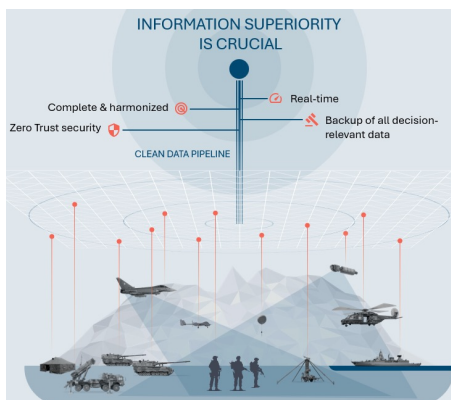 INFORMATION SUPERIORITY
IS CRUCIAL
Complete & harmonized
Real-time
Zero Trust security
Backup of all decision-
relevant data
CLEAN DATA PIPELINE